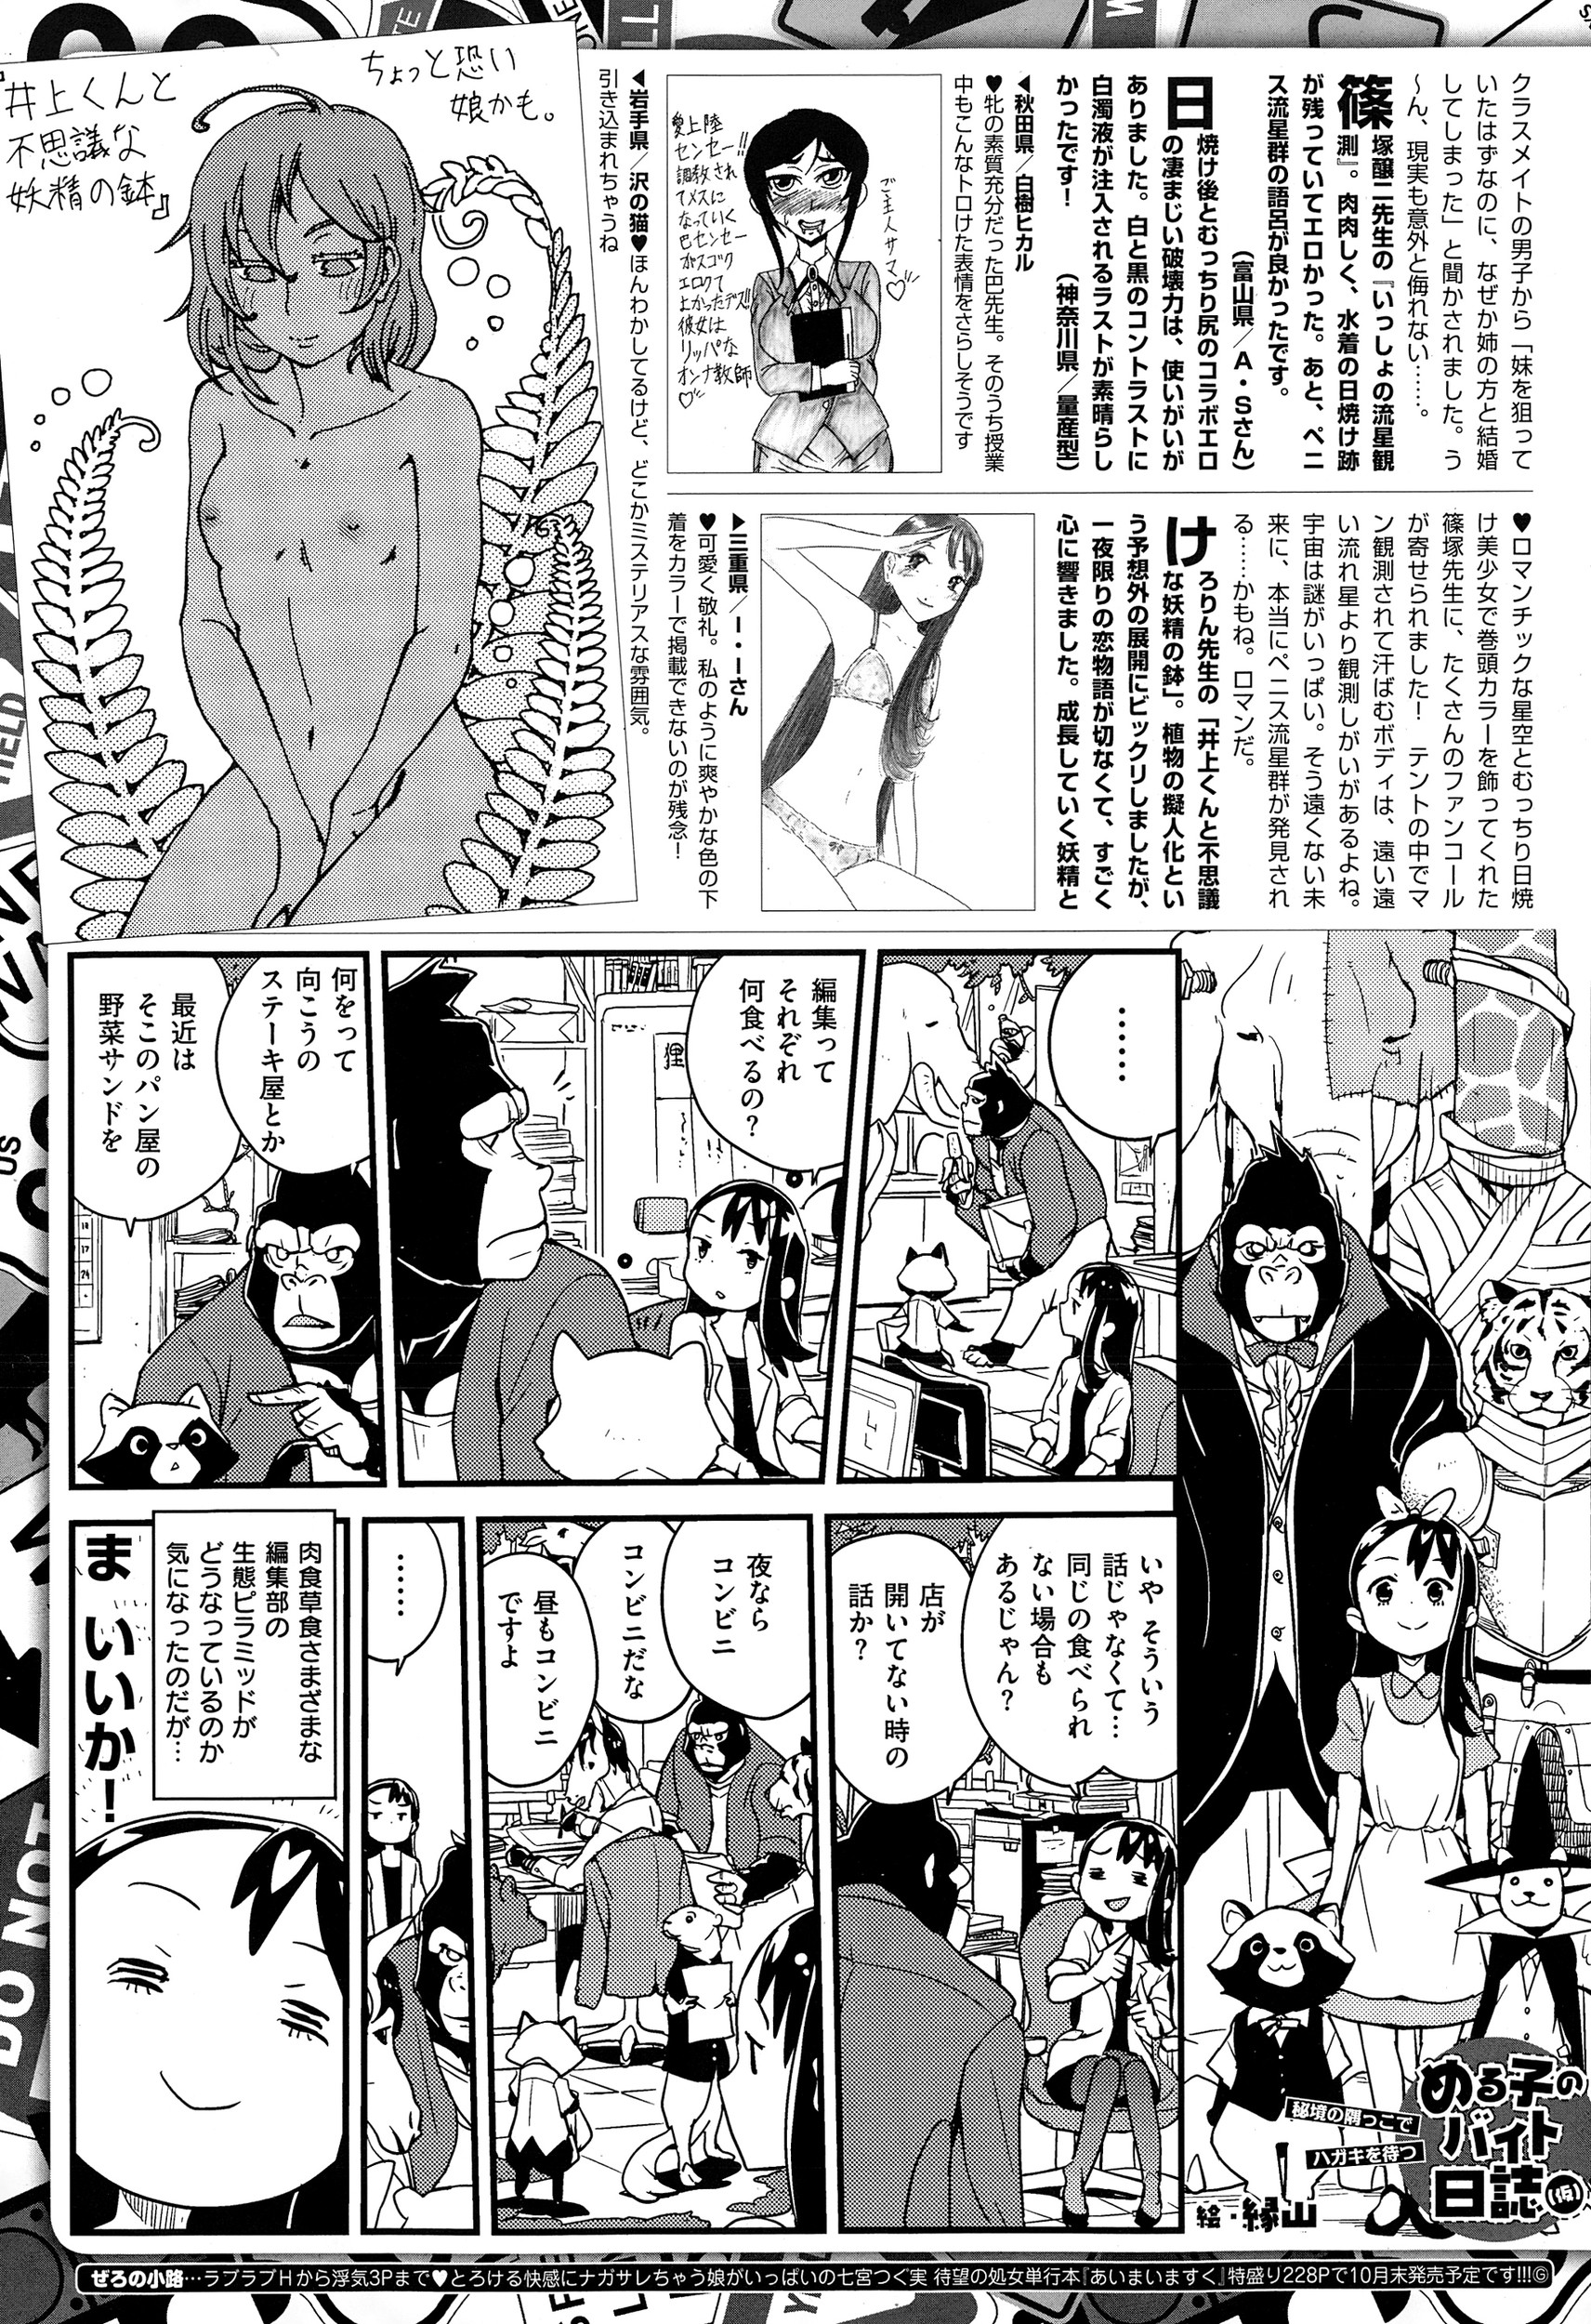 クラスメイトの男子から「妹を狙って
いたはずなのに、なぜか姉の方と結婚
してしまった」と聞かされました。う
～ん、現実も意外と侮れない……。
篠塚醸二先生の『いっしょの流星観
測』。肉肉しく、水着の日焼け跡
が残っていてエロかった。あと、ペニ
ス流星群の語呂が良かったです。
（富山県／A・Sさん）
日焼け後とむっちり尻のコラボエロ
の凄まじい破壊力は、使いがいが
ありました。白と黒のコントラストに
白濁液が注入されるラストが素晴らし
かったです！　（神奈川県／量産型）
◀秋田県／白樹ヒカル
♥牝の素質充分だった巴先生。そのうち授業
中もこんなトロけた表情をさらしそうです
ご主人サマ♡
愛上陸
センセー!!
調教され
てメスに
なっていく
巴センセー
がスゴク
エロくて
上かったデス!!
彼女は
リッパな
オンナ教師
♡
◀岩手県／沢の猫♥ほんわかしてるけど、どこかミステリアスな雰囲気。
引き込まれちゃうね
ちょっと恐い
娘かも。
『井上くんと
不思議な
妖精の鉢』
♥ロマンチックな星空とむっちり日焼
け美少女で巻頭カラーを飾ってくれた
篠塚先生に、たくさんのファンコール
が寄せられました！　テントの中でマ
ン観測されて汗ばむボディは、遠い遠
い流れ星より観測しがいがあるよね。
宇宙は謎がいっぱい。そう遠くない未
来に、本当にペニス流星群が発見され
る……かもね。ロマンだ。
けろりん先生の「井上くんと不思議
な妖精の鉢」。植物の擬人化とい
う予想外の展開にビックリしましたが、
一夜限りの恋物語が切なくて、すごく
心に響きました。成長していく妖精と
▶三重県／I・Iさん
♥可愛く敬礼。私のように爽やかな色の下
着をカラーで掲載できないのが残念！
める子の
バイト
日誌(仮)
秘境の隅っこで
ハガキを待つ
絵・縁山
……
編集って
それぞれ
何食べるの？
狸
何をって
向こうの
ステーキ屋とか
最近は
そこのパン屋の
野菜サンドを
10
17
24
いや そういう
話じゃなくて…
同じの食べられ
ない場合も
あるじゃん？
店が
開いてない時の
話か？
夜なら
コンビニ
コンビニだな
昼もコンビニ
ですよ
……
肉食草食さまざまな
編集部の
生態ピラミッドが
どうなっているのか
気になったのだが…
ま いいか！
ぜろの小路…ラブラブHから浮気3Pまで♥とろける快感にナガサレちゃう娘がいっぱいの七宮つぐ実 待望の処女単行本『あいまいますく』特盛り228Pで10月末発売予定です!!!Ⓖ
US
DO NOT
HELD